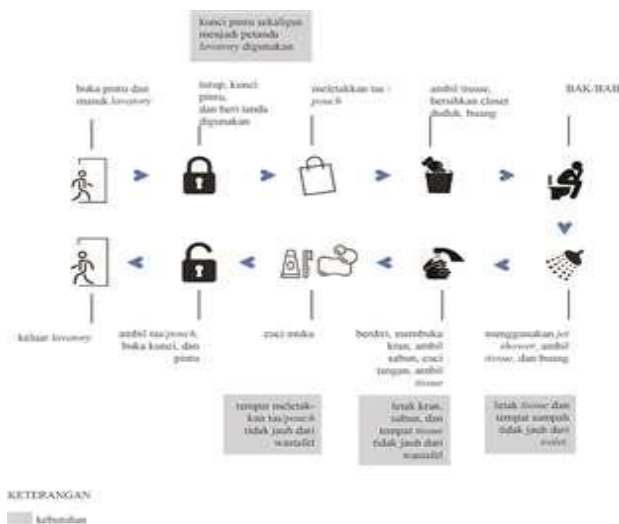 kunci pintu sekaligus
menjadi penanda
lavatory digunakan
buka pintu dan
masuk lavatory
tutup, kunci
pintu,
dan beri tanda
digunakan
meletakkan tas /
pouch
ambil tissue,
bersihkan closet
duduk, buang
BAK/BAB
keluar lavatory
ambil tas/pouch,
buka kunci, dan
pintu
cuci muka
berdiri, membuka
kran, ambil
sabun, cuci
tangan, ambil
tissue
menggunakan jet
shower, ambil
tissue, dan buang
tempat meletak-
kan tas/pouch
tidak jauh dari
wastafel
letak kran,
sabun, dan
tempat tissue
tidak jauh dari
wastafel
letak tissue dan
tempat sampah
tidak jauh dari
toilet.
KETERANGAN
kebutuhan